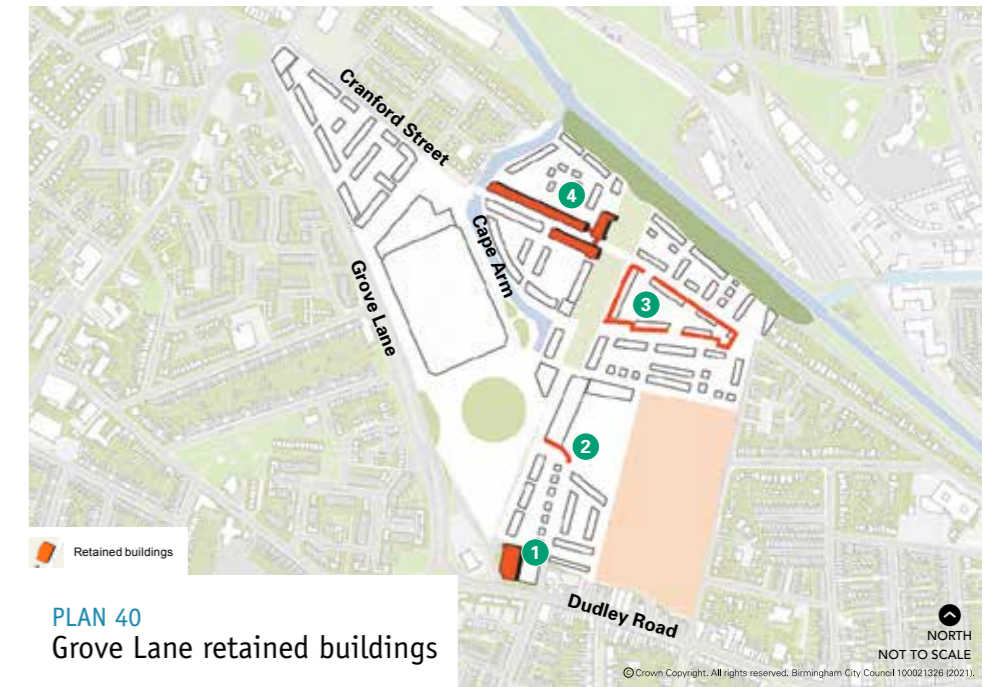 Cranford Street
4
Cape Arm
Grove Lane
3
2
1
Retained buildings
Dudley Road
PLAN 40
Grove Lane retained buildings
NORTH
NOT TO SCALE
©Crown Copyright. All rights reserved. Birmingham City Council 100021326 (2021).